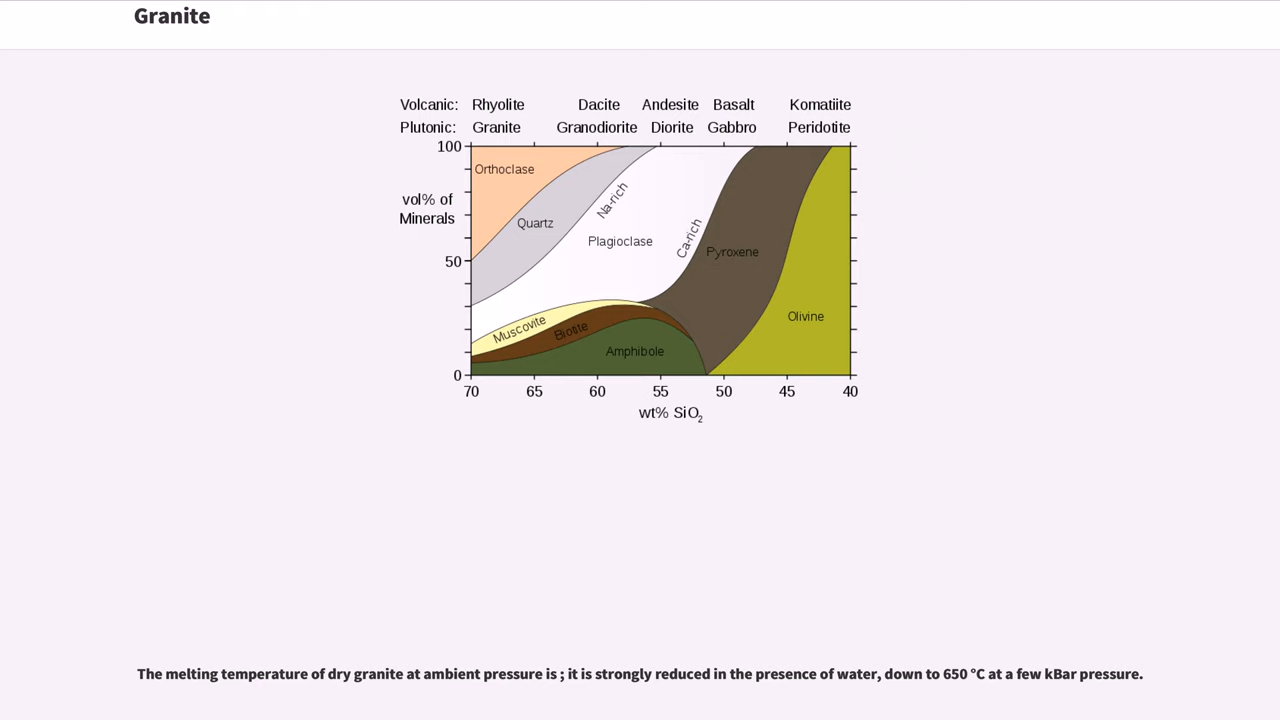 Granite
Volcanic: Rhyolite Dacite Andesite Basalt Komatiite
Plutonic: Granite Granodiorite Diorite Gabbro Peridotite
100
Orthoclase
vol% of
Minerals
Na-rich
Quartz
Plagioclase
Ca-rich
Pyroxene
50
Olivine
Muscovite
Biotite
Amphibole
0
70 65 60 55 50 45 40
wt% SiO₂
The melting temperature of dry granite at ambient pressure is ; it is strongly reduced in the presence of water, down to 650 °C at a few kBar pressure.